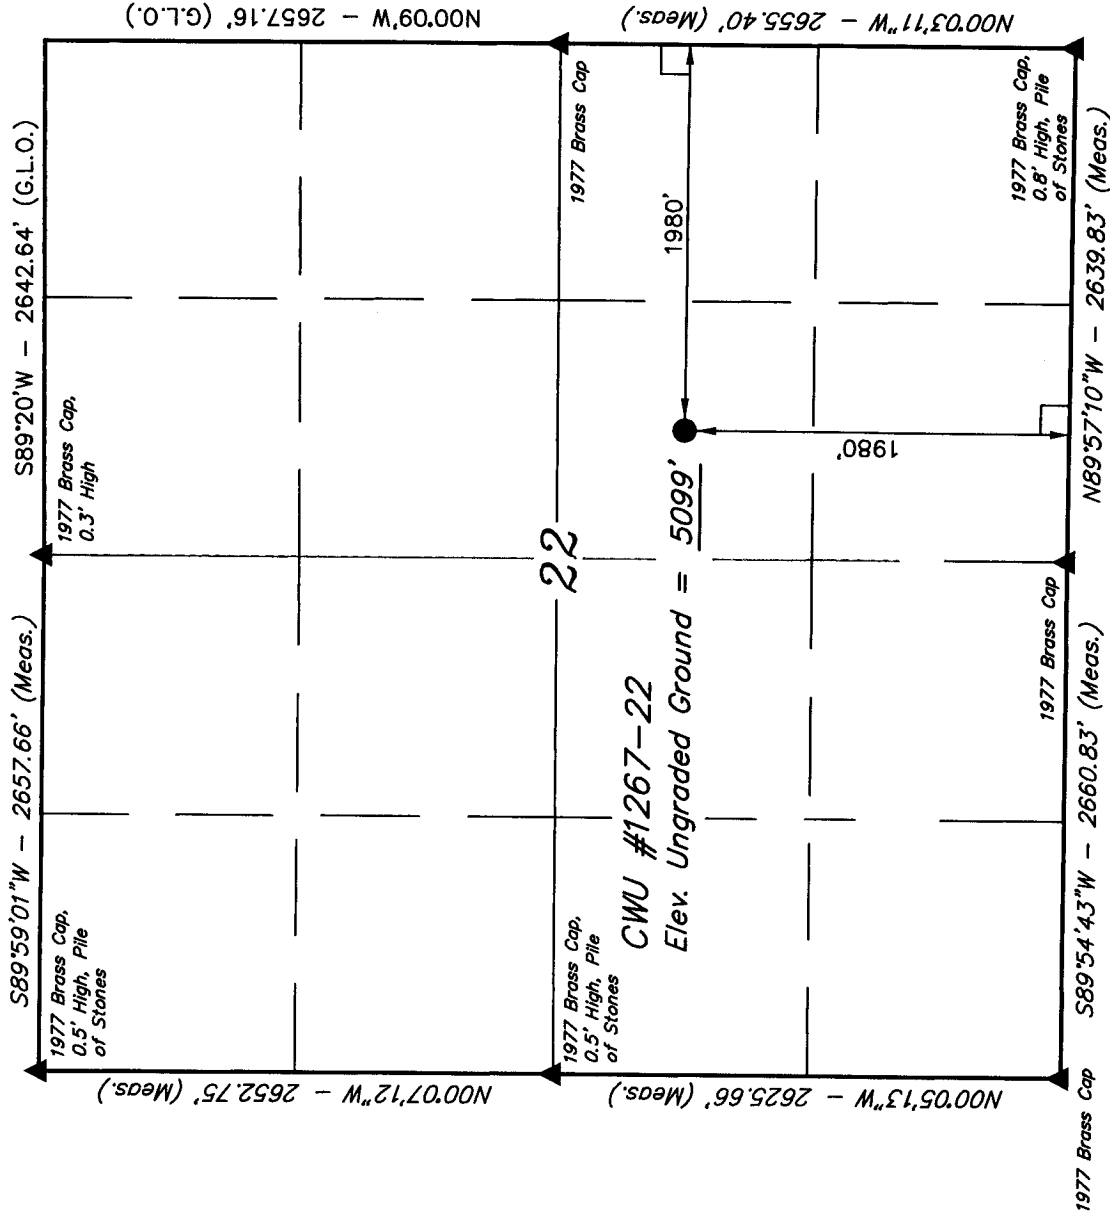 S89°59'01"W - 2657.66' (Meas.)
S89°20'W - 2642.64' (G.L.O.)
1977 Brass Cap,
0.5' High, Pile
of Stones
1977 Brass Cap,
0.3' High
N00°07'12"W - 2652.75' (Meas.)
N00°09'W - 2657.16' (G.L.O.)
22
1977 Brass Cap,
0.5' High, Pile
of Stones
1977 Brass Cap
CWU #1267-22
Elev. Ungraded Ground = 5099'
1980'
1980'
N00°05'13"W - 2625.66' (Meas.)
N00°03'11"W - 2655.40' (Meas.)
1977 Brass Cap
1977 Brass Cap
1977 Brass Cap,
0.8' High, Pile
of Stones
S89°54'43"W - 2660.83' (Meas.)
N89°57'10"W - 2639.83' (Meas.)